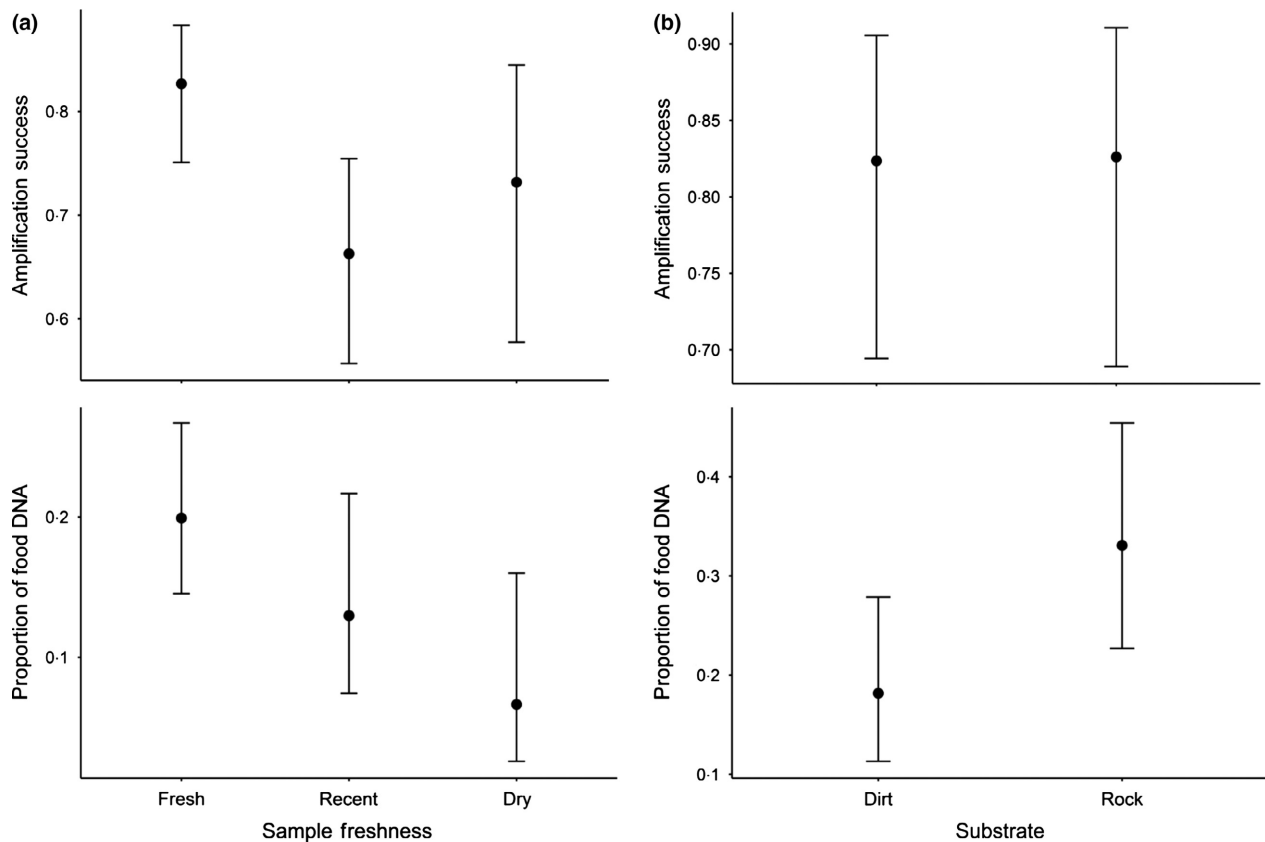 (a)
Amplification success
0·8
0·7
0·6
Proportion of food DNA
0·2
0·1
Fresh Recent Dry
Sample freshness
(b)
Amplification success
0·90
0·85
0·80
0·75
0·70
Proportion of food DNA
0·4
0·3
0·2
0·1
Dirt Rock
Substrate